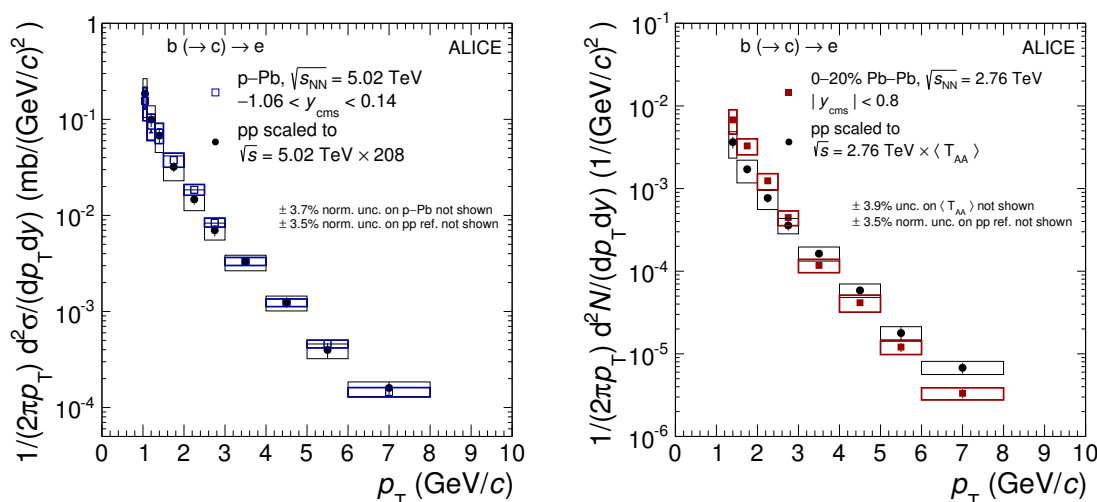 b (→ c) → e ALICE
p–Pb, √s_NN = 5.02 TeV
−1.06 < y_cms < 0.14
pp scaled to
√s = 5.02 TeV × 208
± 3.7% norm. unc. on p–Pb not shown
± 3.5% norm. unc. on pp ref. not shown
1/(2πp_T) d²σ/(dp_Tdy) (mb/(GeV/c)²)
1
10⁻¹
10⁻²
10⁻³
10⁻⁴
0 1 2 3 4 5 6 7 8 9 10
p_T (GeV/c)
b (→ c) → e ALICE
0–20% Pb-Pb, √s_NN = 2.76 TeV
| y_cms | < 0.8
pp scaled to
√s = 2.76 TeV × ⟨ T_AA ⟩
± 3.9% unc. on ⟨ T_AA ⟩ not shown
± 3.5% norm. unc. on pp ref. not shown
1/(2πp_T) d²N/(dp_Tdy) (1/(GeV/c)²)
10⁻¹
10⁻²
10⁻³
10⁻⁴
10⁻⁵
10⁻⁶
0 1 2 3 4 5 6 7 8 9 10
p_T (GeV/c)